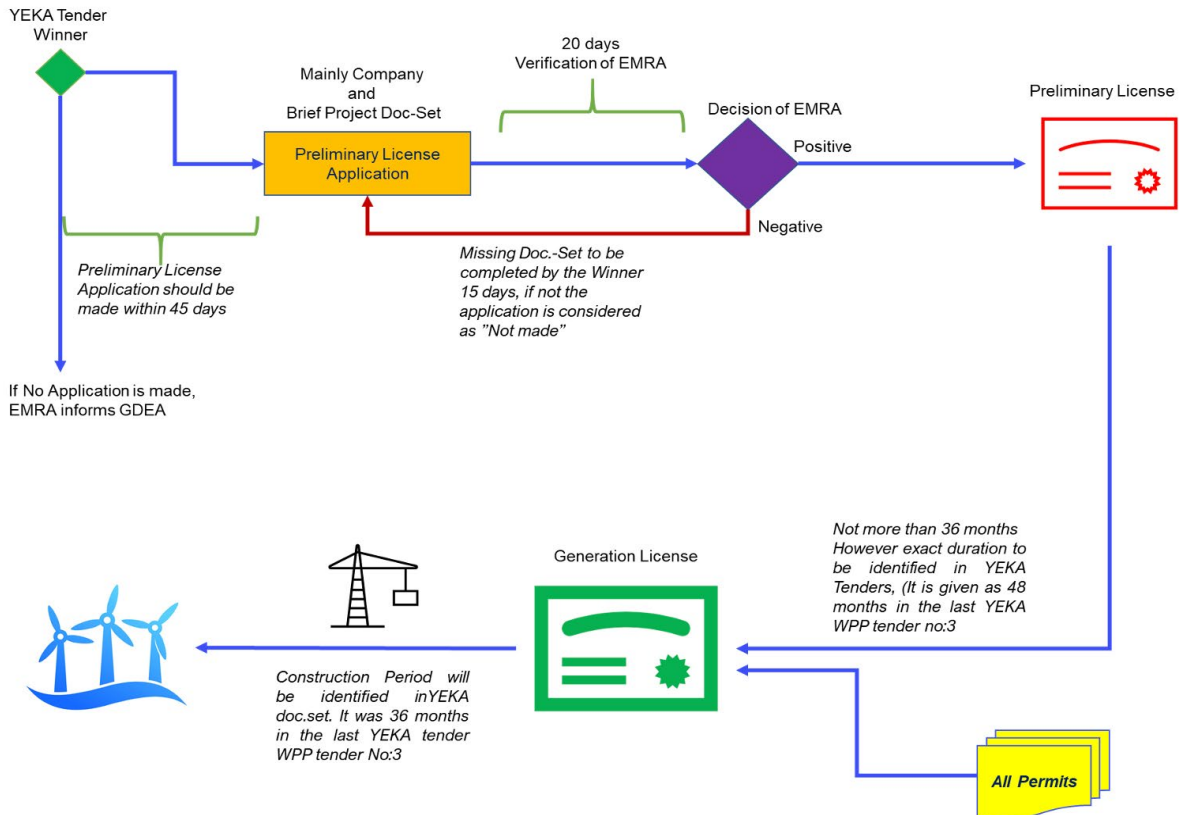 YEKA Tender
Winner
20 days
Verification of EMRA
Mainly Company
and
Brief Project Doc-Set
Decision of EMRA
Preliminary License
Preliminary License
Application
Positive
Negative
Preliminary License
Application should be
made within 45 days
Missing Doc.-Set to be
completed by the Winner
15 days, if not the
application is considered
as ”Not made”
If No Application is made,
EMRA informs GDEA
Not more than 36 months
However exact duration to
be identified in YEKA
Tenders, (It is given as 48
months in the last YEKA
WPP tender no:3
Generation License
Construction Period will
be identified inYEKA
doc.set. It was 36 months
in the last YEKA tender
WPP tender No:3
All Permits